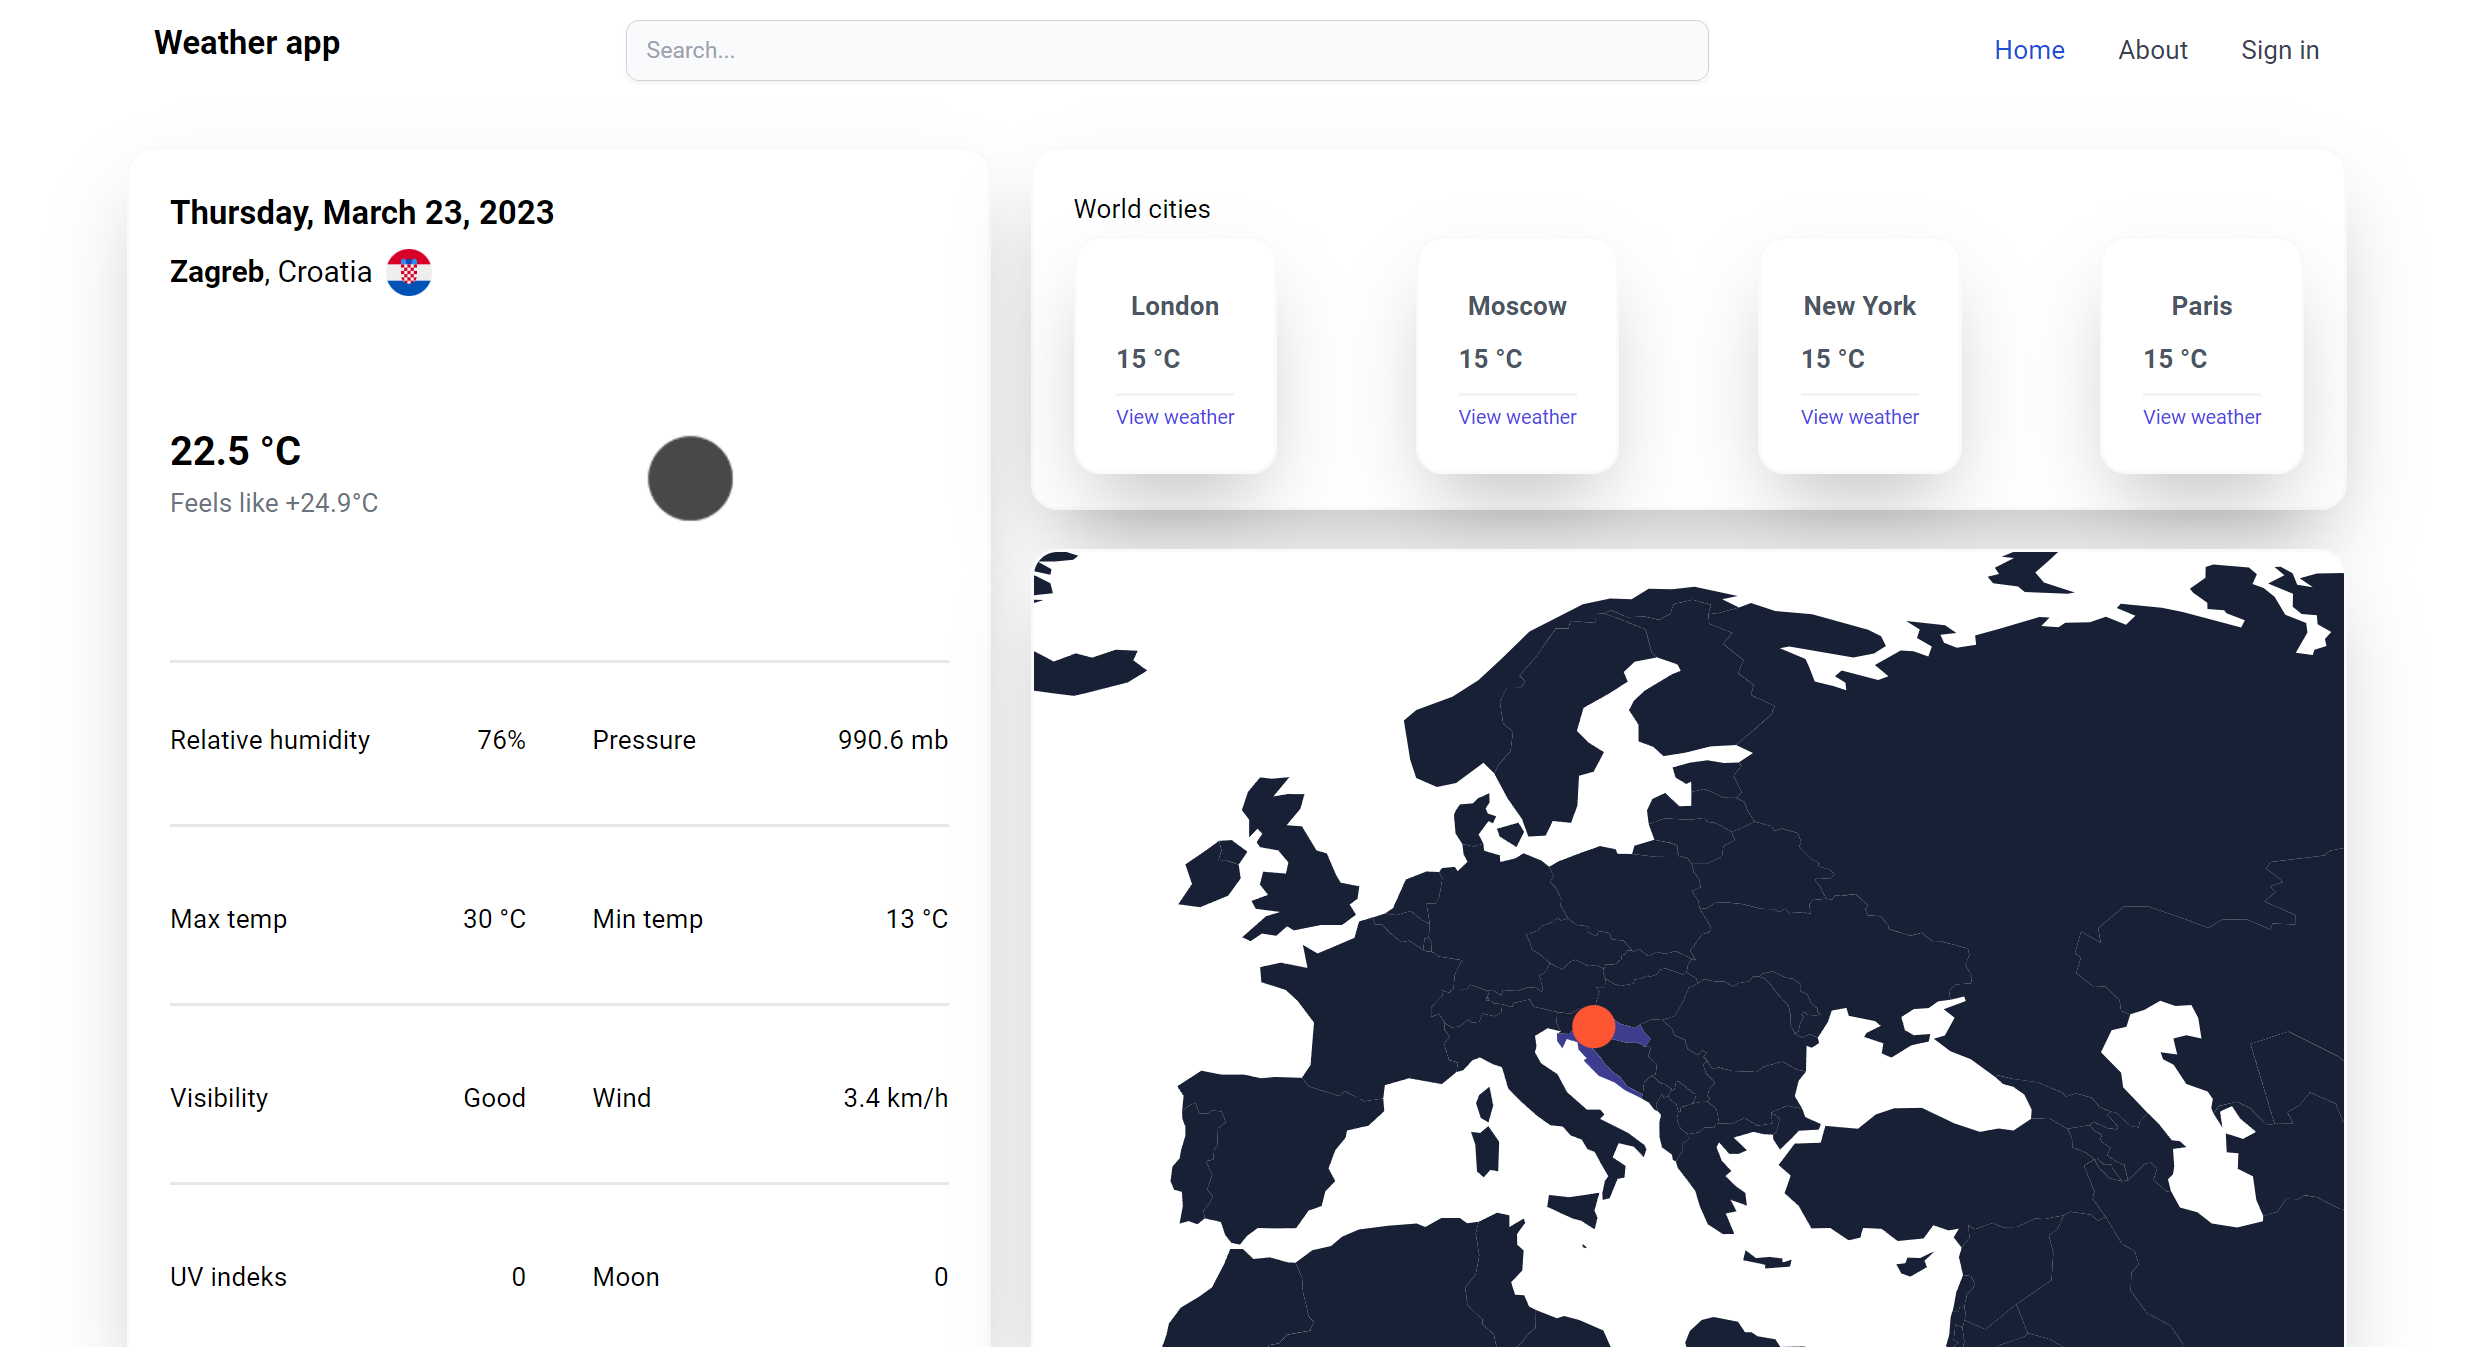 Weather app
Search...
Home About Sign in
Thursday, March 23, 2023
Zagreb, Croatia
22.5 °C
Feels like +24.9°C
Relative humidity 76% Pressure 990.6 mb
Max temp 30 °C Min temp 13 °C
Visibility Good Wind 3.4 km/h
UV indeks 0 Moon 0
World cities
London
15 °C
View weather
Moscow
15 °C
View weather
New York
15 °C
View weather
Paris
15 °C
View weather